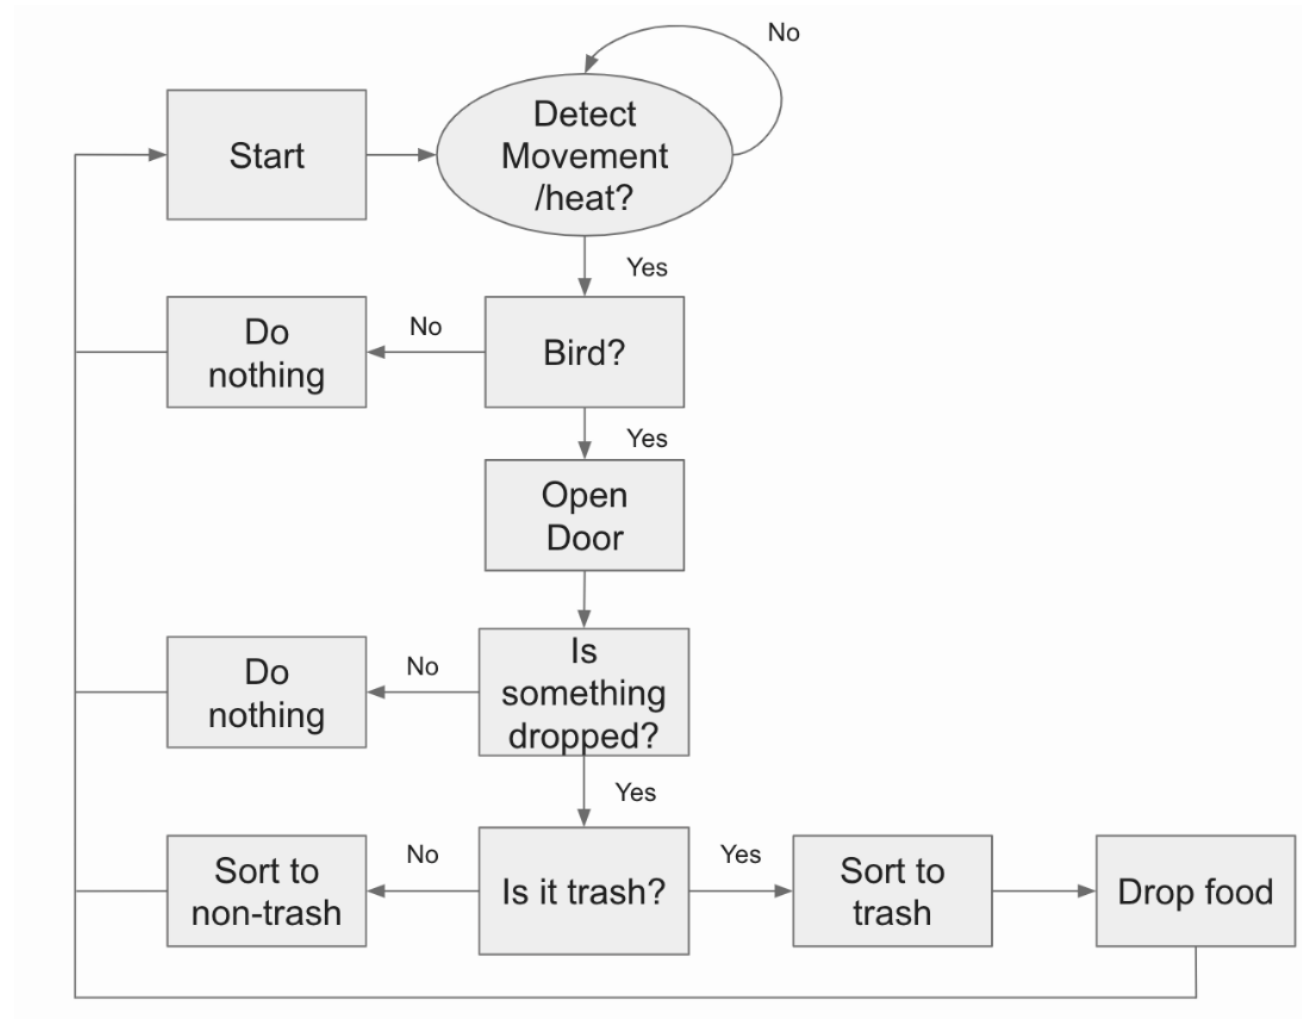 No
Start
Detect
Movement
/heat?
Yes
Do
nothing
No
Bird?
Yes
Open
Door
Do
nothing
No
Is
something
dropped?
Yes
Sort to
non-trash
No
Is it trash?
Yes
Sort to
trash
Drop food